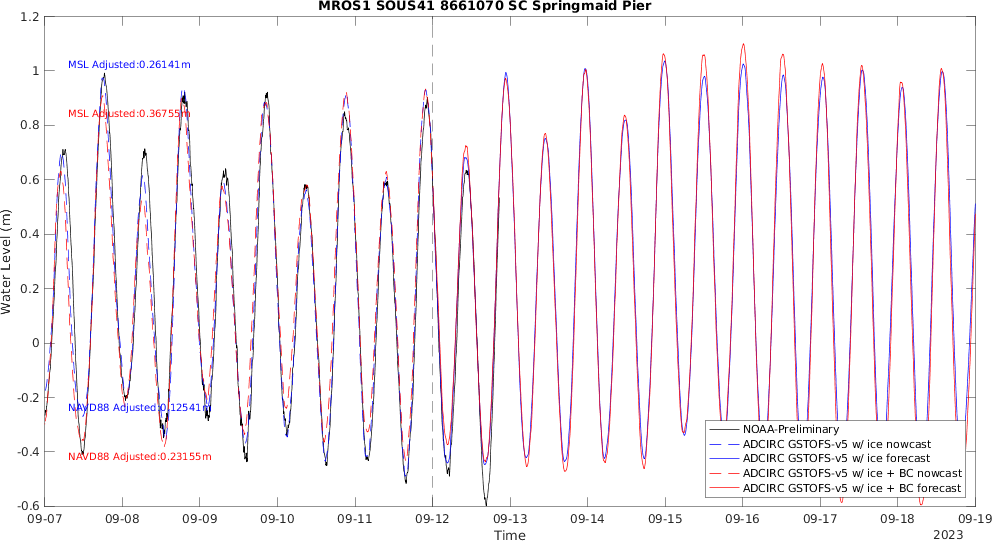 MROS1 SOUS41 8661070 SC Springmaid Pier
1.2
1
0.8
0.6
0.4
0.2
0
-0.2
-0.4
-0.6
Water Level (m)
MSL Adjusted:0.26141m
MSL Adjusted:0.36755m
NAVD88 Adjusted:0.12541m
NAVD88 Adjusted:0.23155m
NOAA-Preliminary
ADCIRC GSTOFS-v5 w/ ice nowcast
ADCIRC GSTOFS-v5 w/ ice forecast
ADCIRC GSTOFS-v5 w/ ice + BC nowcast
ADCIRC GSTOFS-v5 w/ ice + BC forecast
09-07 09-08 09-09 09-10 09-11 09-12 09-13 09-14 09-15 09-16 09-17 09-18 09-19
Time
2023